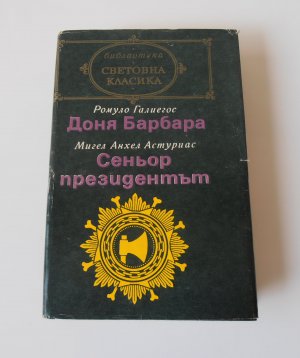 библиотека
СВЕТОВНА
КЛАСИКА
Ромуло Галиегос
Доня Барбара
Мигел Анхел Астуриас
Сеньор
президентът